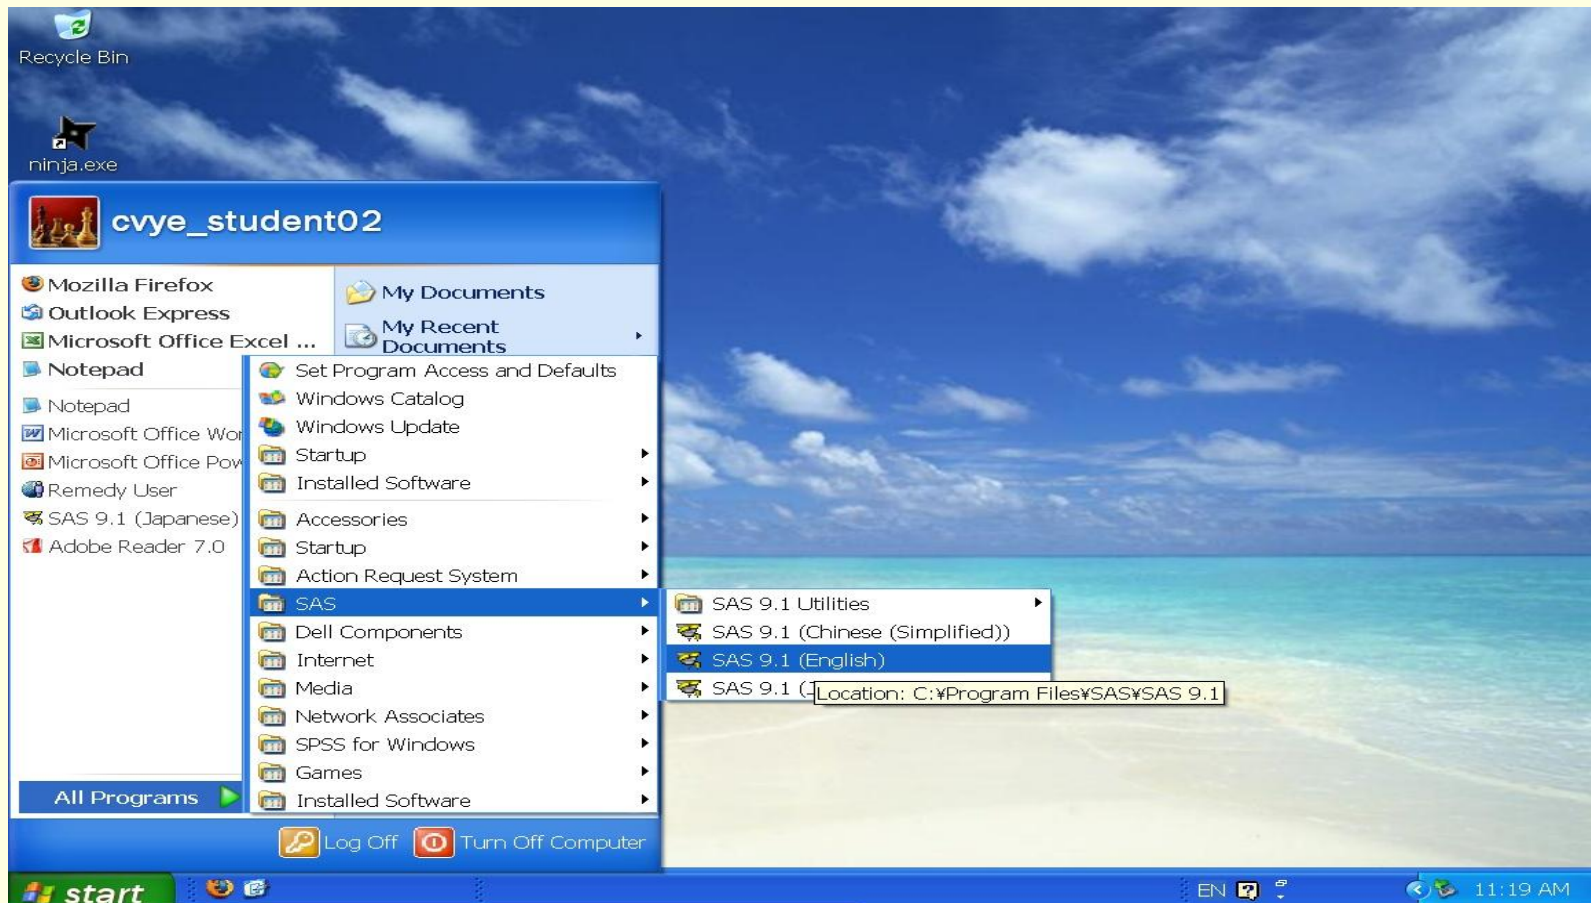 Recycle Bin
ninja.exe
cvye_student02
Mozilla Firefox
Outlook Express
Microsoft Office Excel ...
Notepad
Notepad
Microsoft Office Wor
Microsoft Office Pow
Remedy User
SAS 9.1 (Japanese)
Adobe Reader 7.0
All Programs
My Documents
My Recent
Documents
Set Program Access and Defaults
Windows Catalog
Windows Update
Startup
Installed Software
Accessories
Startup
Action Request System
SAS
Dell Components
Internet
Media
Network Associates
SPSS for Windows
Games
Installed Software
SAS 9.1 Utilities
SAS 9.1 (Chinese (Simplified))
SAS 9.1 (English)
SAS 9.1 (
Location: C:¥Program Files¥SAS¥SAS 9.1
Log Off
Turn Off Computer
start
EN
11:19 AM